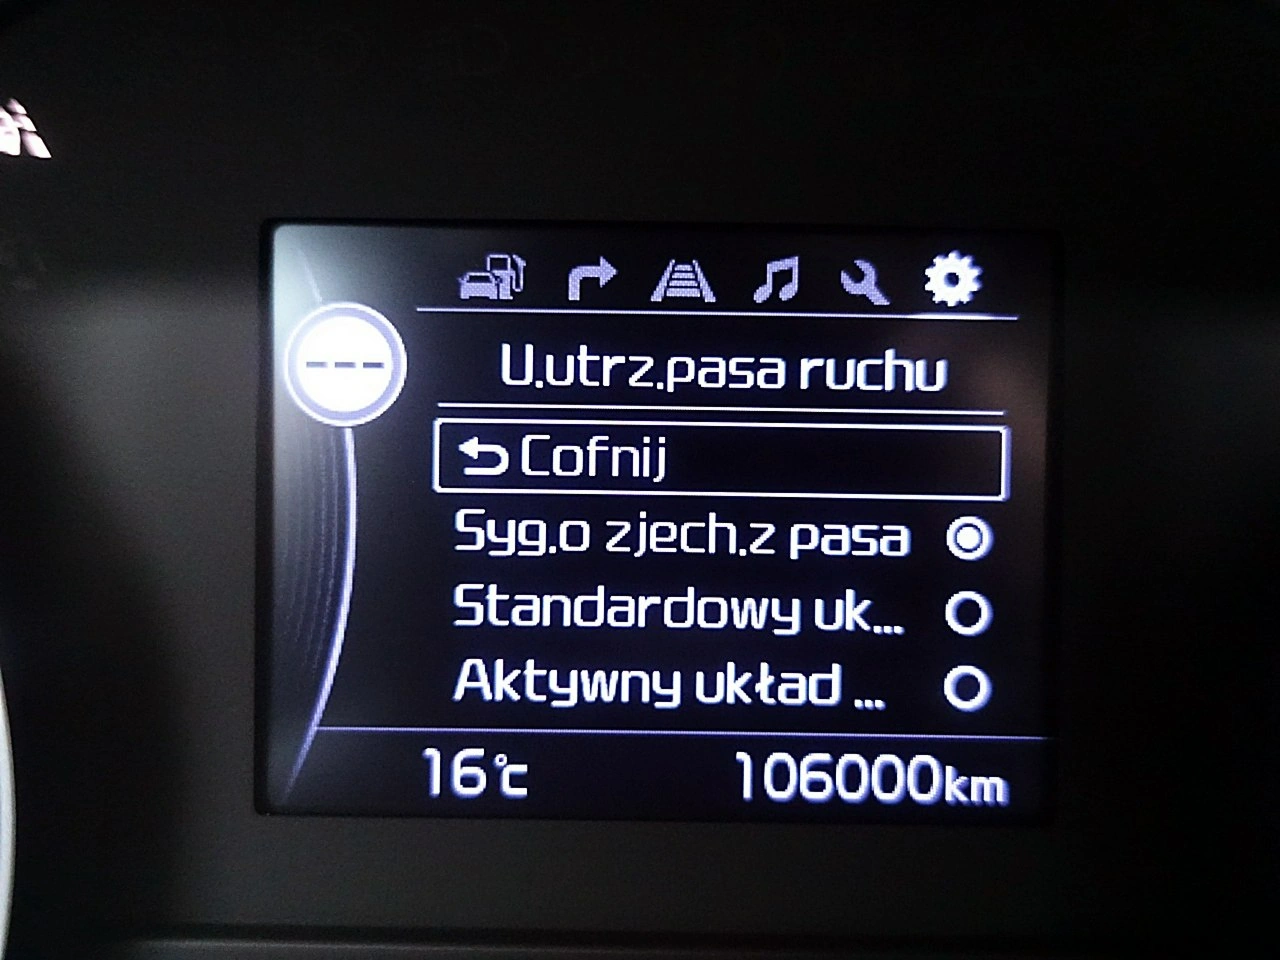 ---
U.utrz.pasa ruchu
Cofnij
Syg.o zjech.z pasa
Standardowy uk...
Aktywny układ ...
16°c 106000km